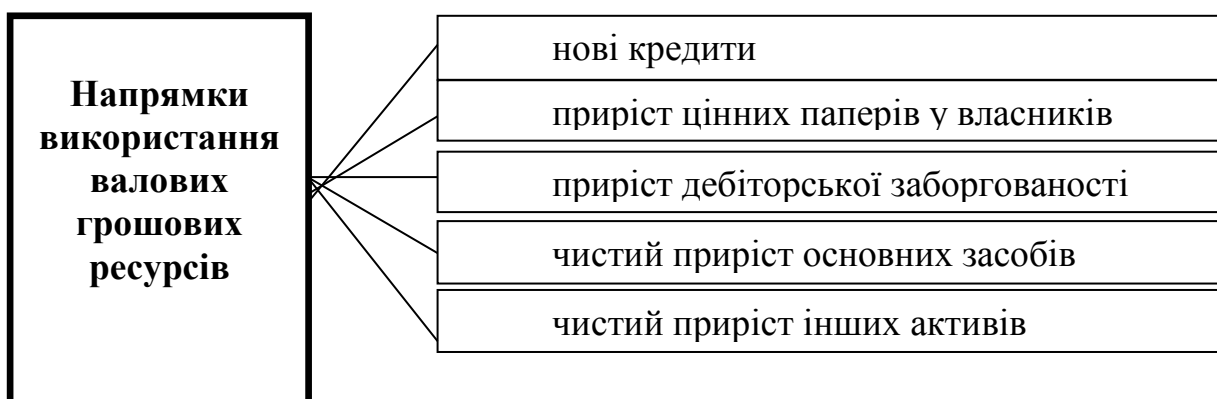 Напрямки
використання
валових
грошових
ресурсів
нові кредити
приріст цінних паперів у власників
приріст дебіторської заборгованості
чистий приріст основних засобів
чистий приріст інших активів